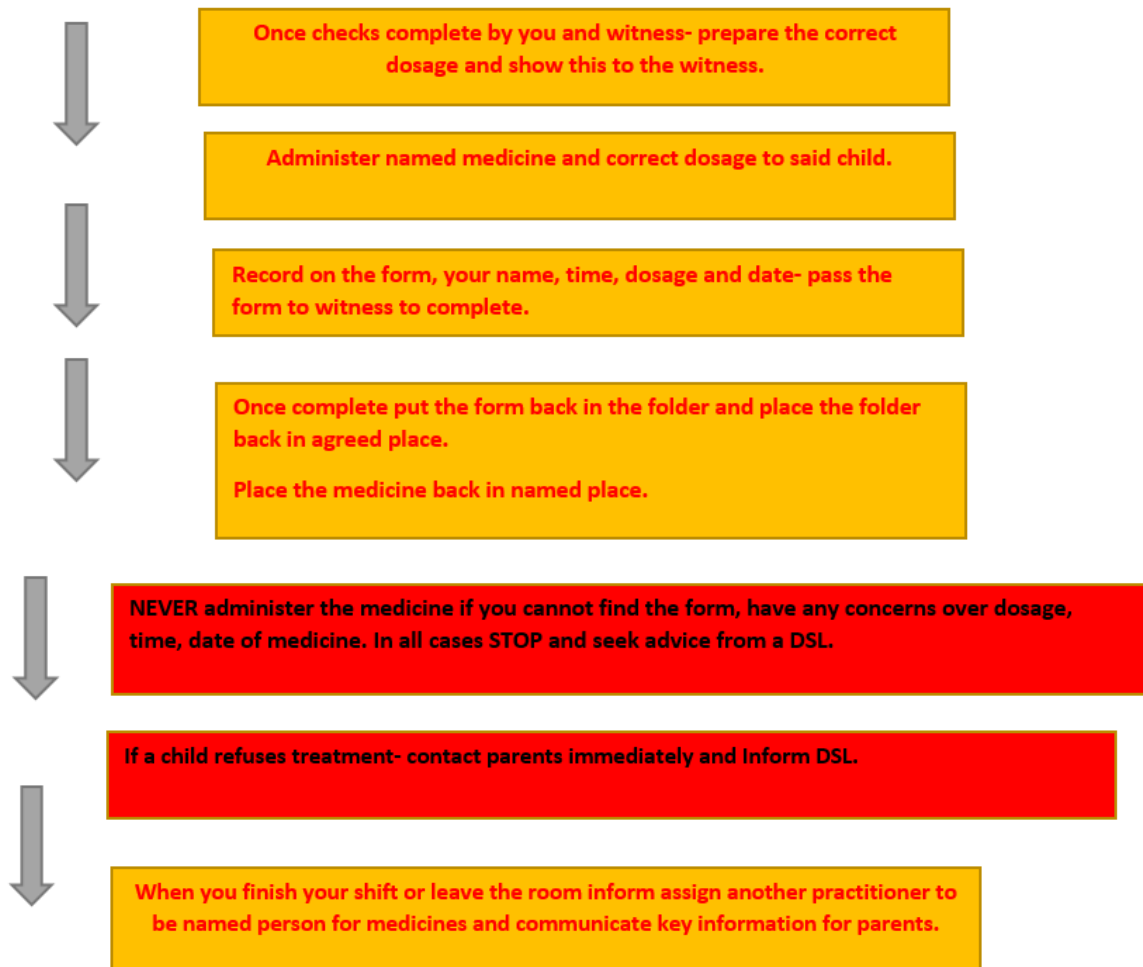 Once checks complete by you and witness- prepare the correct
dosage and show this to the witness.
Administer named medicine and correct dosage to said child.
Record on the form, your name, time, dosage and date- pass the
form to witness to complete.
Once complete put the form back in the folder and place the folder
back in agreed place.
Place the medicine back in named place.
NEVER administer the medicine if you cannot find the form, have any concerns over dosage,
time, date of medicine. In all cases STOP and seek advice from a DSL.
If a child refuses treatment- contact parents immediately and Inform DSL.
When you finish your shift or leave the room inform assign another practitioner to
be named person for medicines and communicate key information for parents.